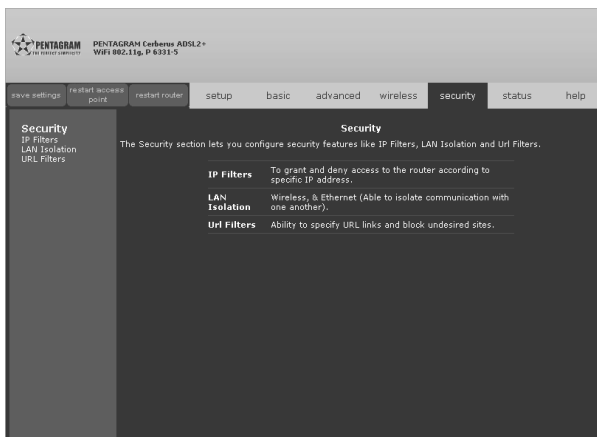 PENTAGRAM
THE PERFECT SIMPLICITY
PENTAGRAM Cerberus ADSL2+
WiFi 802.11g, P 6331-5
save settings
restart access point
restart router
setup
basic
advanced
wireless
security
status
help
Security
IP Filters
LAN Isolation
URL Filters
Security
The Security section lets you configure security features like IP Filters, LAN Isolation and Url Filters.
IP Filters To grant and deny access to the router according to
specific IP address.
LAN Wireless, & Ethernet (Able to isolate communication with
Isolation one another).
Url Filters Ability to specify URL links and block undesired sites.